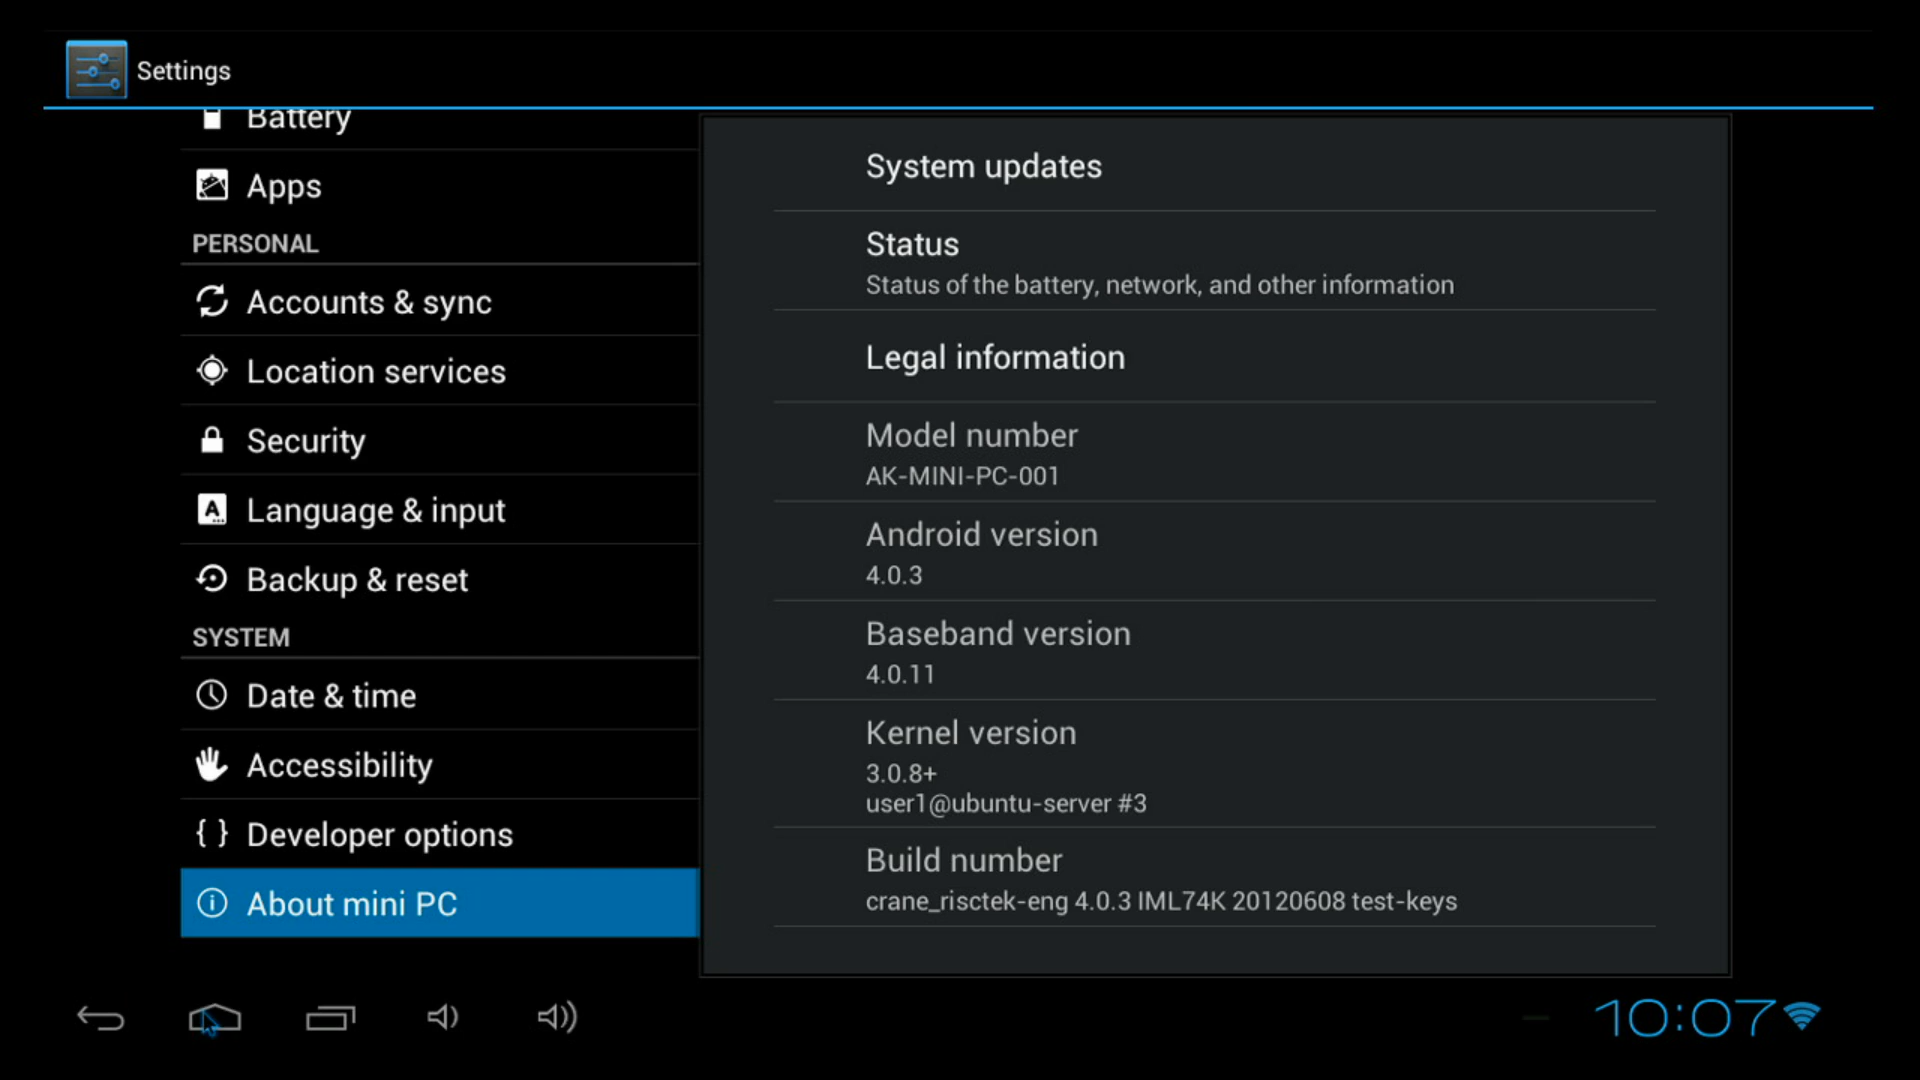 Settings
Battery
Apps
PERSONAL
Accounts & sync
Location services
Security
Language & input
Backup & reset
SYSTEM
Date & time
Accessibility
Developer options
About mini PC
System updates
Status
Status of the battery, network, and other information
Legal information
Model number
AK-MINI-PC-001
Android version
4.0.3
Baseband version
4.0.11
Kernel version
3.0.8+
user1@ubuntu-server #3
Build number
crane_risctek-eng 4.0.3 IML74K 20120608 test-keys
10:07